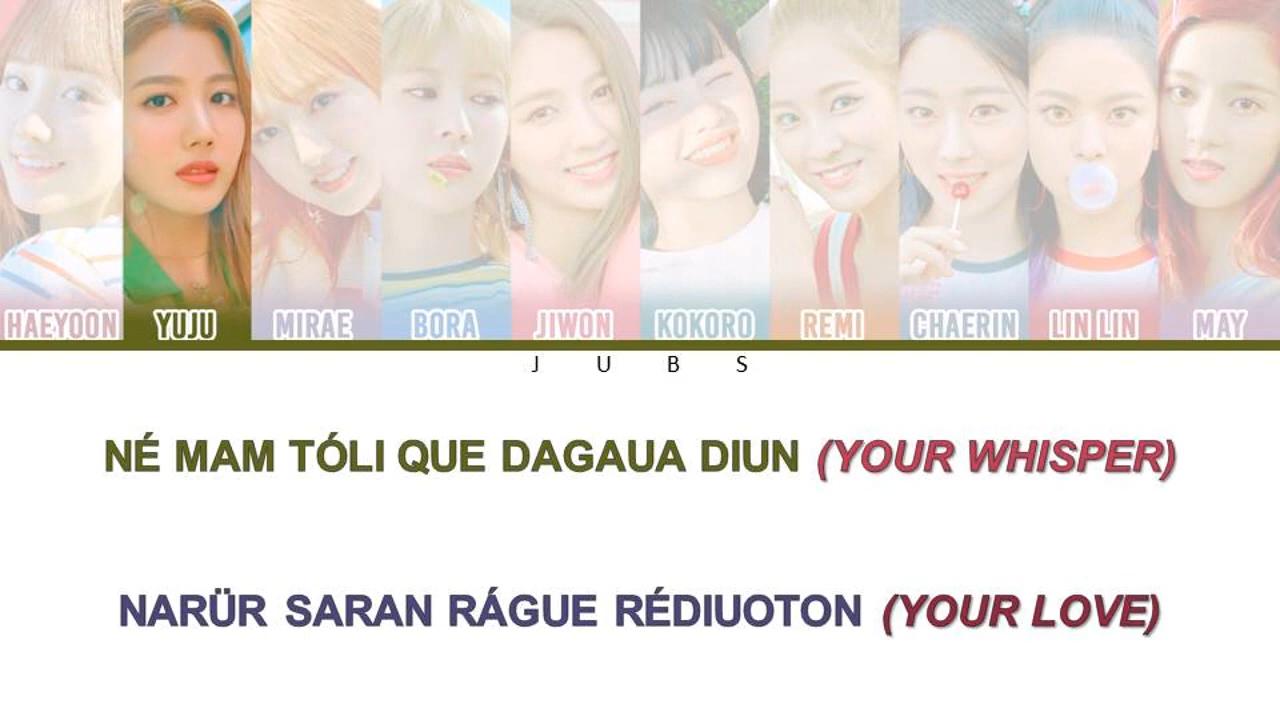 HAEYOON YUJU MIRAE BORA JIWON KOKORO REMI CHAERIN LIN LIN MAY
J U B S
NÉ MAM TÓLI QUE DAGAUA DIUN (YOUR WHISPER)
NARÜR SARAN RÁGUE RÉDIUOTON (YOUR LOVE)